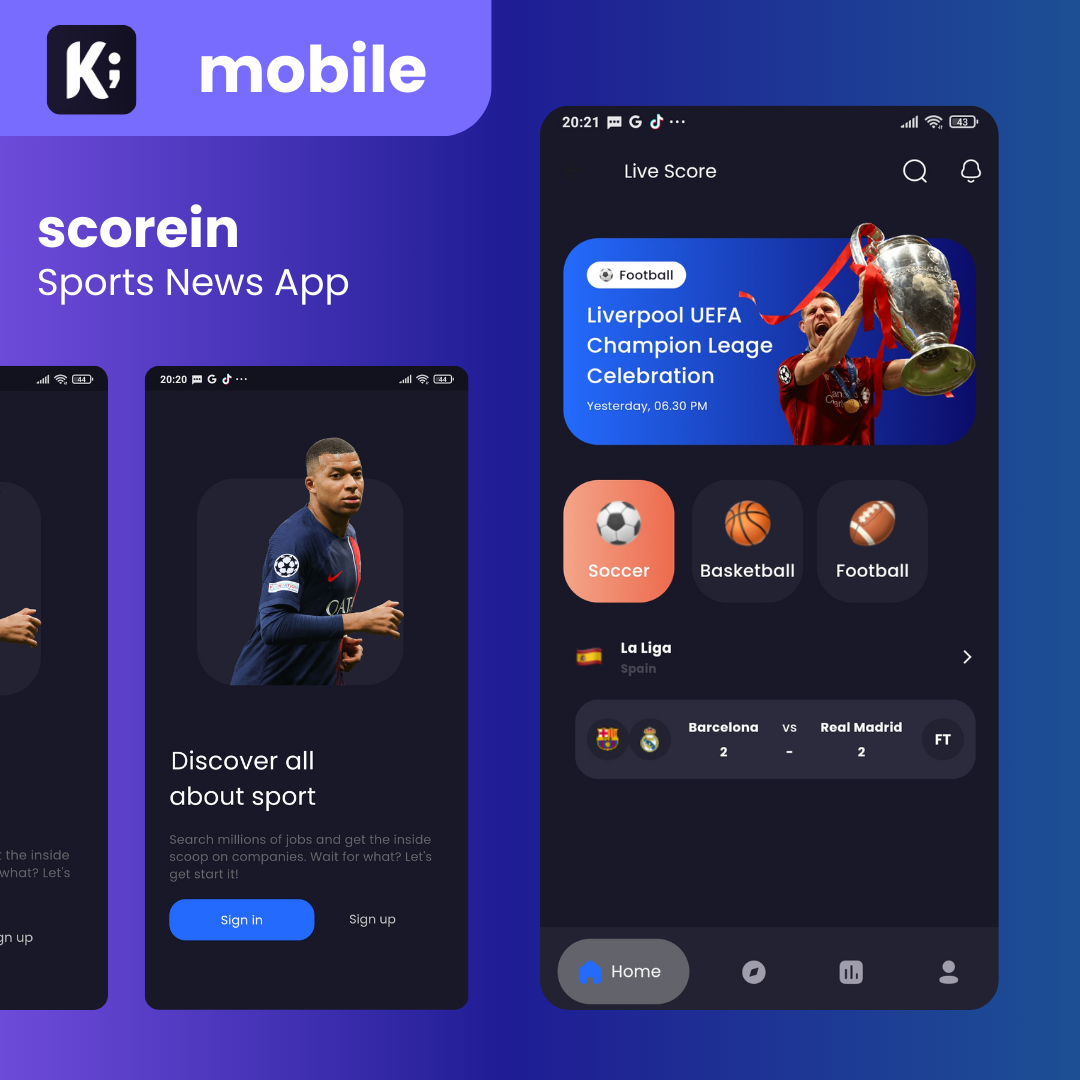 K;
mobile
scorein
Sports News App
44
t the inside
what? Let's
gn up
20:20 G ...
44
QAT
Discover all
about sport
Search millions of jobs and get the inside
scoop on companies. Wait for what? Let's
get start it!
Sign in
Sign up
20:21 G ...
43
Live Score
Football
Liverpool UEFA
Champion Leage
Celebration
Yesterday, 06.30 PM
Soccer
Basketball
Football
La Liga
Spain
Barcelona vs Real Madrid
2 - 2
FT
Home